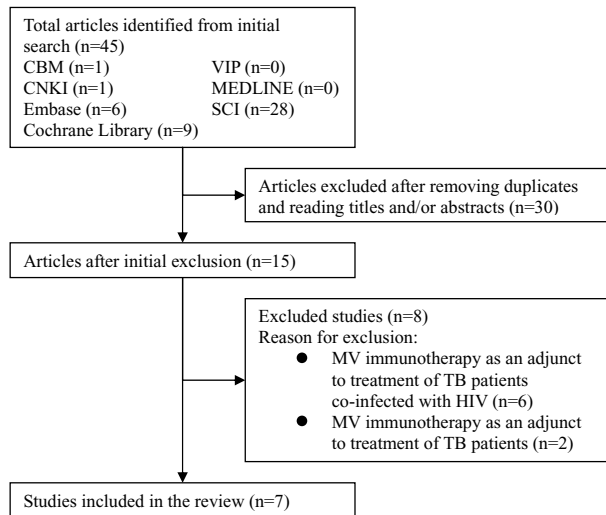 Total articles identified from initial
search (n=45)
CBM (n=1) VIP (n=0)
CNKI (n=1) MEDLINE (n=0)
Embase (n=6) SCI (n=28)
Cochrane Library (n=9)
Articles excluded after removing duplicates
and reading titles and/or abstracts (n=30)
Articles after initial exclusion (n=15)
Excluded studies (n=8)
Reason for exclusion:
● MV immunotherapy as an adjunct
to treatment of TB patients
co-infected with HIV (n=6)
● MV immunotherapy as an adjunct
to treatment of TB patients (n=2)
Studies included in the review (n=7)